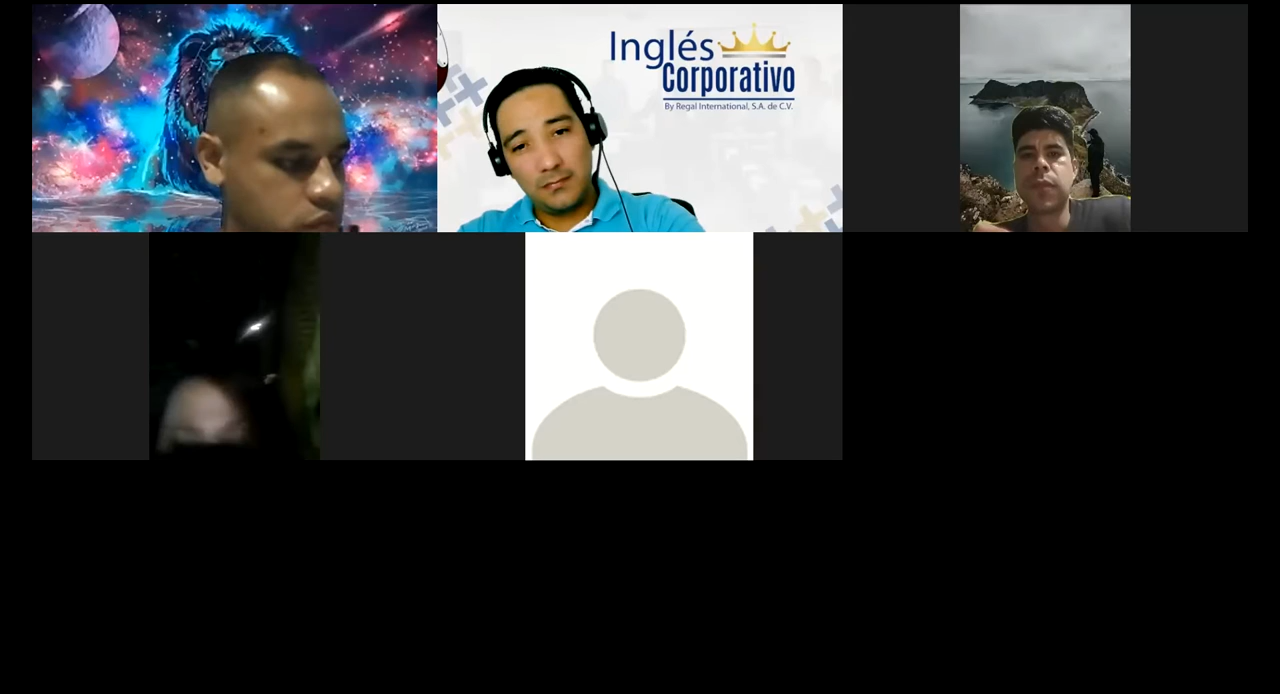 Inglés
Corporativo
By Regal International, S.A. de C.V.